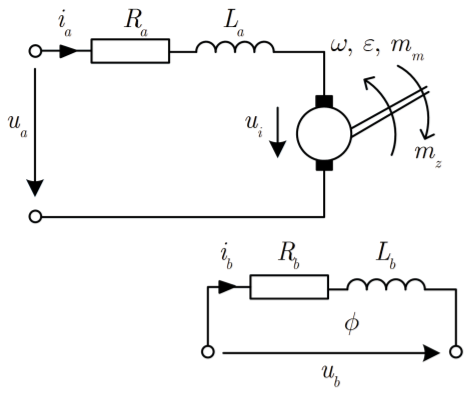 i_a R_a L_a
ω, ε, m_m
u_a u_i
m_z
i_b R_b L_b
ϕ
u_b